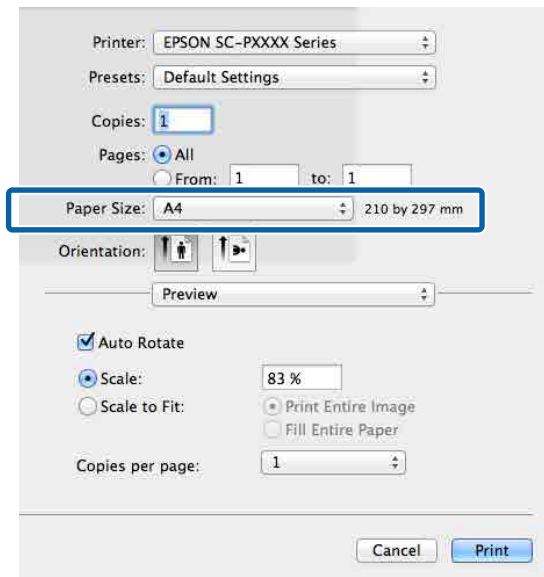 Printer: EPSON SC-PXXXX Series
Presets: Default Settings
Copies: 1
Pages: All
From: 1 to: 1
Paper Size: A4 210 by 297 mm
Orientation:
Preview
Auto Rotate
Scale: 83 %
Scale to Fit: Print Entire Image
Fill Entire Paper
Copies per page: 1
Cancel Print